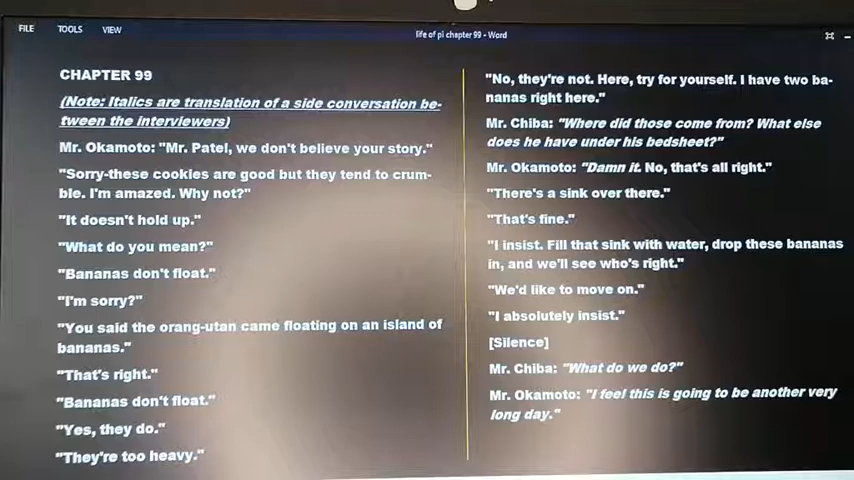 FILE TOOLS VIEW
life of pi chapter 99 - Word
CHAPTER 99
(Note: Italics are translation of a side conversation be-
tween the interviewers)
Mr. Okamoto: "Mr. Patel, we don't believe your story."
"Sorry-these cookies are good but they tend to crum-
ble. I'm amazed. Why not?"
"It doesn't hold up."
"What do you mean?"
"Bananas don't float."
"I'm sorry?"
"You said the orang-utan came floating on an island of
bananas."
"That's right."
"Bananas don't float."
"Yes, they do."
"They're too heavy."
"No, they're not. Here, try for yourself. I have two ba-
nanas right here."
Mr. Chiba: "Where did those come from? What else
does he have under his bedsheet?"
Mr. Okamoto: "Damn it. No, that's all right."
"There's a sink over there."
"That's fine."
"I insist. Fill that sink with water, drop these bananas
in, and we'll see who's right."
"We'd like to move on."
"I absolutely insist."
[Silence]
Mr. Chiba: "What do we do?"
Mr. Okamoto: "I feel this is going to be another very
long day."